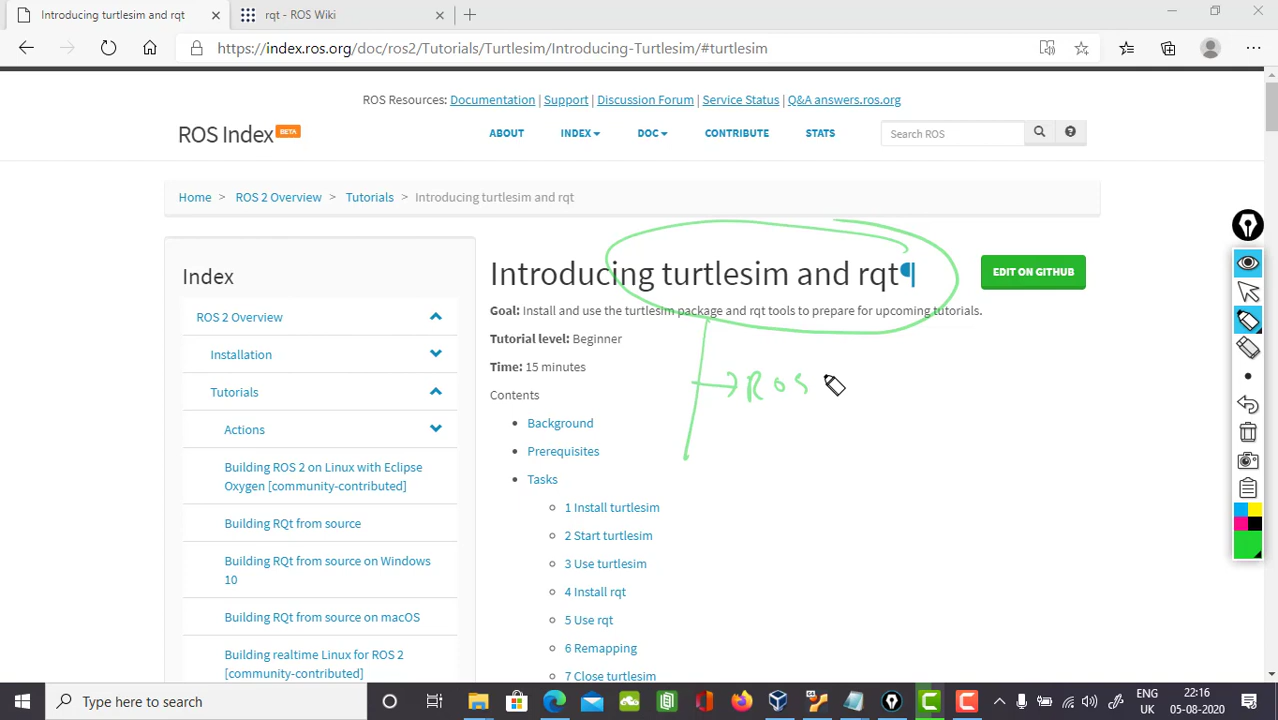 Introducing turtlesim and rqt
rqt - ROS Wiki
https://index.ros.org/doc/ros2/Tutorials/Turtlesim/Introducing-Turtlesim/#turtlesim
ROS Resources: Documentation | Support | Discussion Forum | Service Status | Q&A answers.ros.org
ROS Index BETA
ABOUT INDEX DOC CONTRIBUTE STATS Search ROS
Home > ROS 2 Overview > Tutorials > Introducing turtlesim and rqt
Index
ROS 2 Overview
Installation
Tutorials
Actions
Building ROS 2 on Linux with Eclipse
Oxygen [community-contributed]
Building RQt from source
Building RQt from source on Windows
10
Building RQt from source on macOS
Building realtime Linux for ROS 2
[community-contributed]
Introducing turtlesim and rqt¶
EDIT ON GITHUB
Goal: Install and use the turtlesim package and rqt tools to prepare for upcoming tutorials.
Tutorial level: Beginner
Time: 15 minutes
ROS
Contents
Background
Prerequisites
Tasks
1 Install turtlesim
2 Start turtlesim
3 Use turtlesim
4 Install rqt
5 Use rqt
6 Remapping
7 Close turtlesim
Type here to search
ENG
UK
22:16
05-08-2020